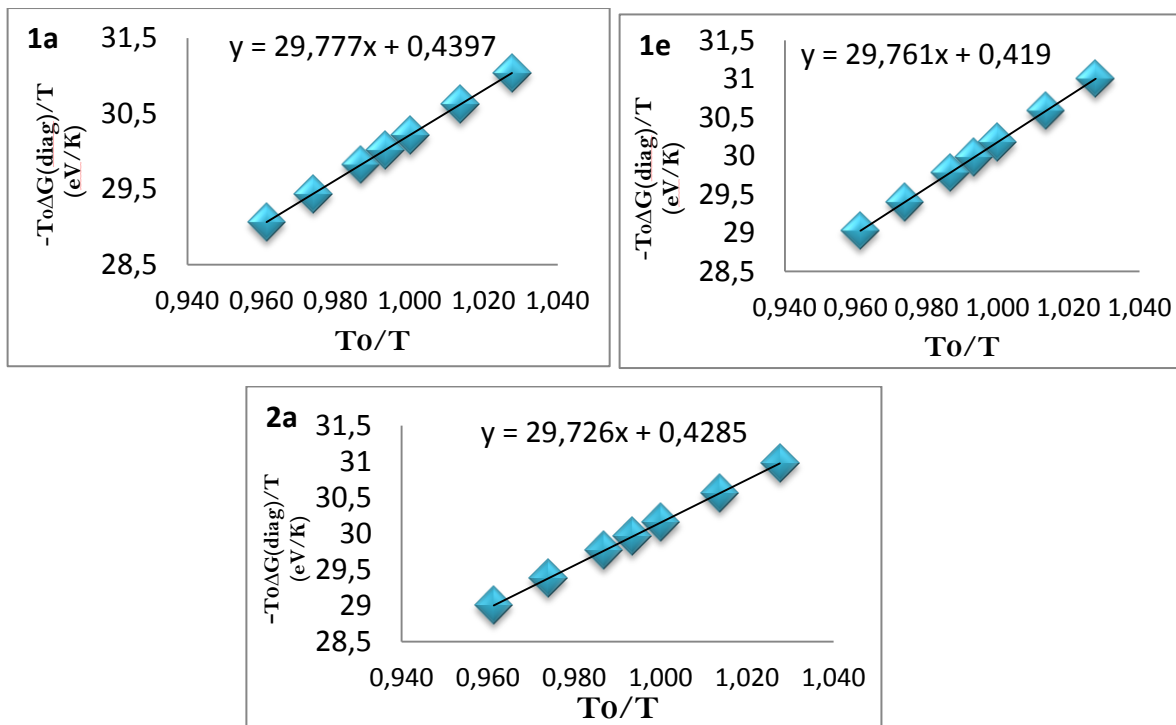 1a
y = 29,777x + 0,4397
31,5
30,5
29,5
28,5
-ToΔG(diag)/T
(eV/K)
0,940 0,960 0,980 1,000 1,020 1,040
To/T
1e
y = 29,761x + 0,419
31,5
31
30,5
30
29,5
29
28,5
-ToΔG(diag)/T
(eV/K)
0,940 0,960 0,980 1,000 1,020 1,040
To/T
2a
y = 29,726x + 0,4285
31,5
31
30,5
30
29,5
29
28,5
-ToΔG(diag)/T
(eV/K)
0,940 0,960 0,980 1,000 1,020 1,040
To/T